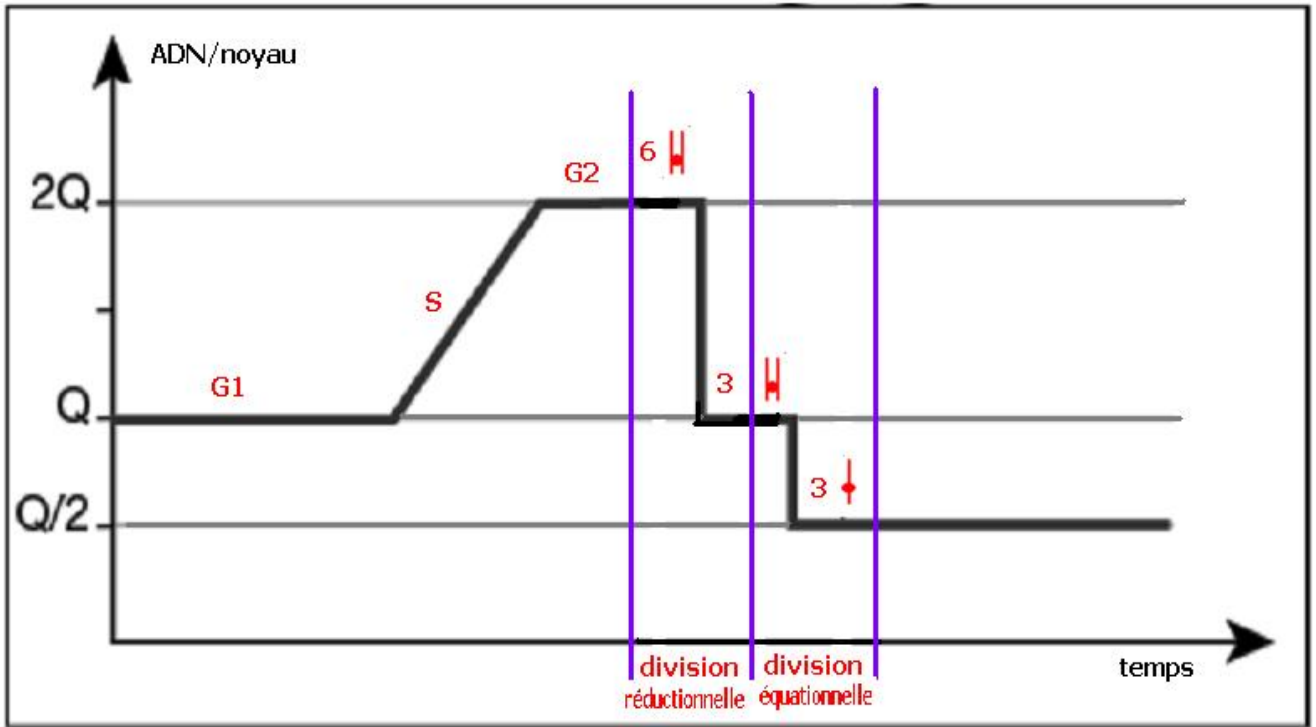 ADN/noyau
6
G2
2Q
S
G1
3
Q
3
Q/2
division division
réductionnelle équationnelle
temps